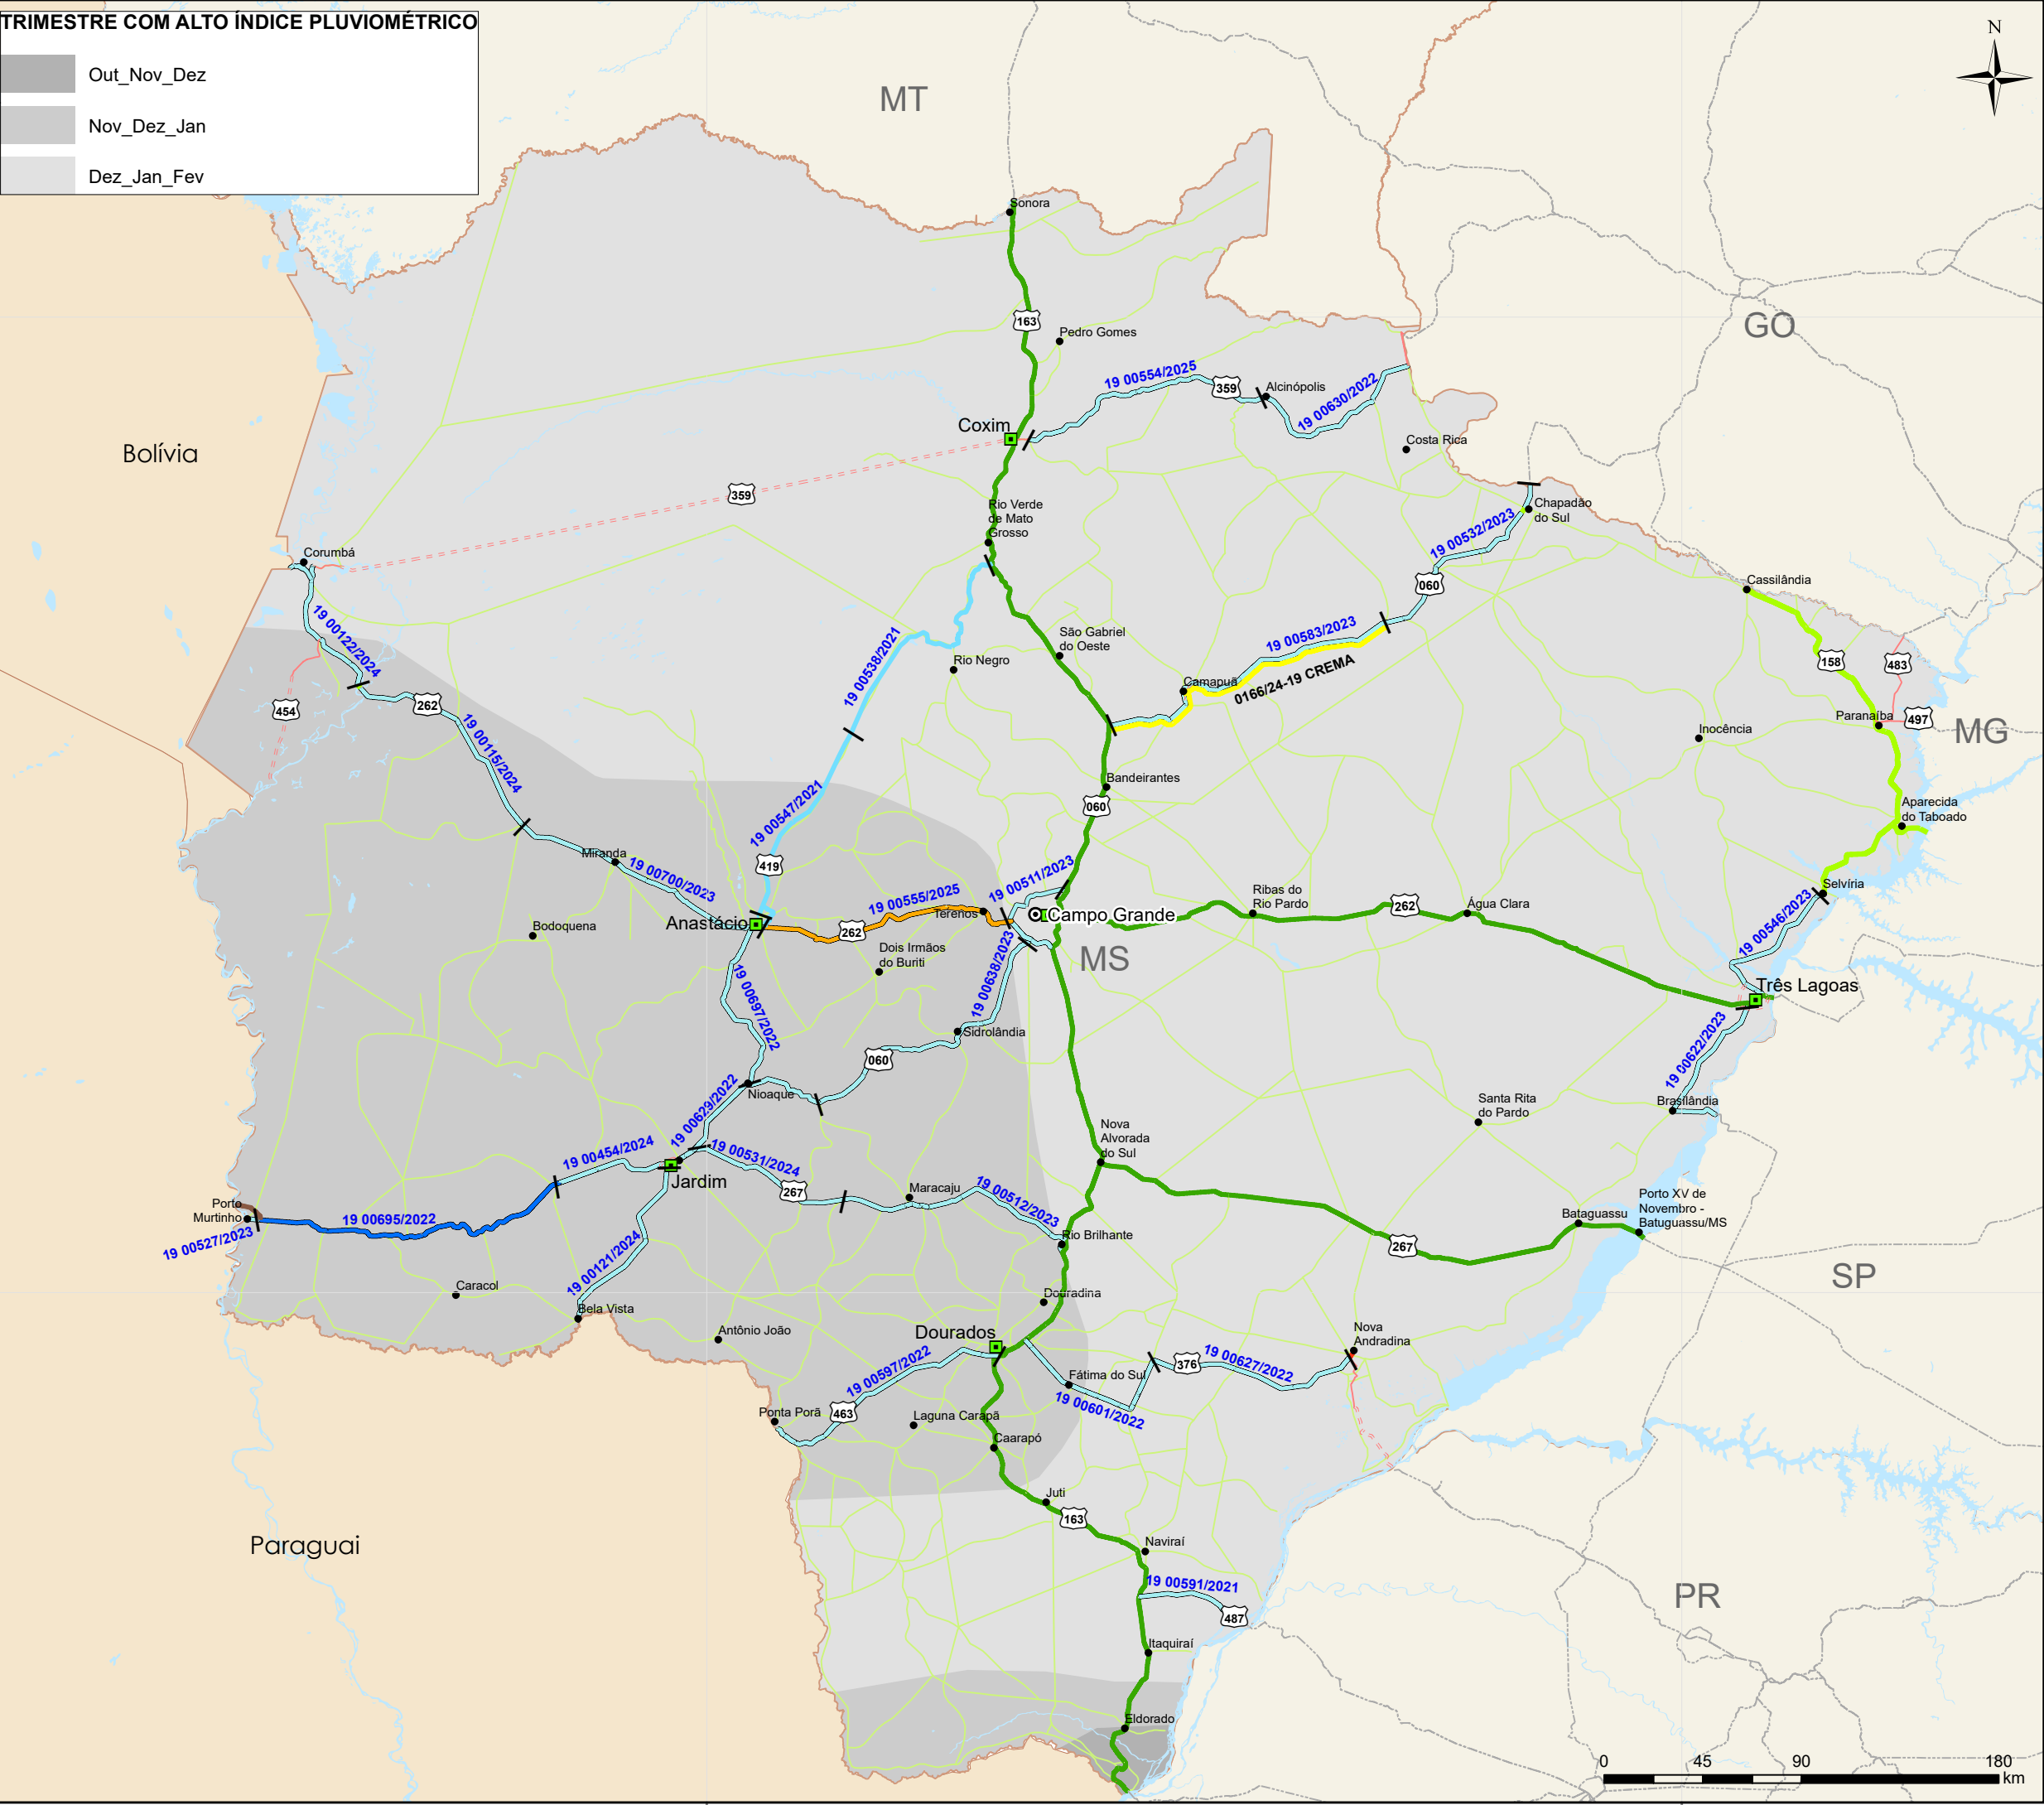 TRIMESTRE COM ALTO ÍNDICE PLUVIOMÉTRICO
Out_Nov_Dez
Nov_Dez_Jan
Dez_Jan_Fev
N
MT
Sonora
163
Pedro Gomes
GO
19 00554/2025
359
Alcinópolis
19 00630/2022
Coxim
Costa Rica
Bolívia
359
Rio Verde
de Mato
Grosso
Chapadão
do Sul
19 00532/2023
Corumbá
060
Cassilândia
19 00122/2024
19 00538/2021
São Gabriel
do Oeste
19 00583/2023
0166/24-19 CREMA
Rio Negro
Camapuã
158
483
454
262
19 00115/2024
Paranaíba
497
MG
Inocência
Bandeirantes
060
19 00547/2021
Aparecida
do Taboado
Miranda
19 00700/2023
419
19 00555/2025
19 00511/2023
Selvíria
Terenos
Campo Grande
Ribas do
Rio Pardo
262
Água Clara
19 00546/2023
Anastácio
262
Bodoquena
Dois Irmãos
do Buriti
19 00638/2023
MS
Três Lagoas
19 00697/2022
Sidrolândia
19 00622/2023
060
Nioaque
19 00629/2022
Brasilândia
Santa Rita
do Pardo
Nova
Alvorada
do Sul
19 00454/2024
19 00531/2024
Jardim
267
Maracaju
19 00512/2023
Porto
Murtinho
19 00695/2022
19 00527/2023
Rio Brilhante
Bataguassu
Porto XV de
Novembro -
Batuguassu/MS
267
SP
19 00121/2024
Caracol
Bela Vista
Douradina
Antônio João
Dourados
Nova
Andradina
19 00597/2022
Fátima do Sul
376
19 00627/2022
19 00601/2022
Ponta Porã
463
Laguna Carapã
Caarapó
Juti
163
Paraguai
Naviraí
19 00591/2021
487
PR
Itaquiraí
Eldorado
0 45 90 180
km